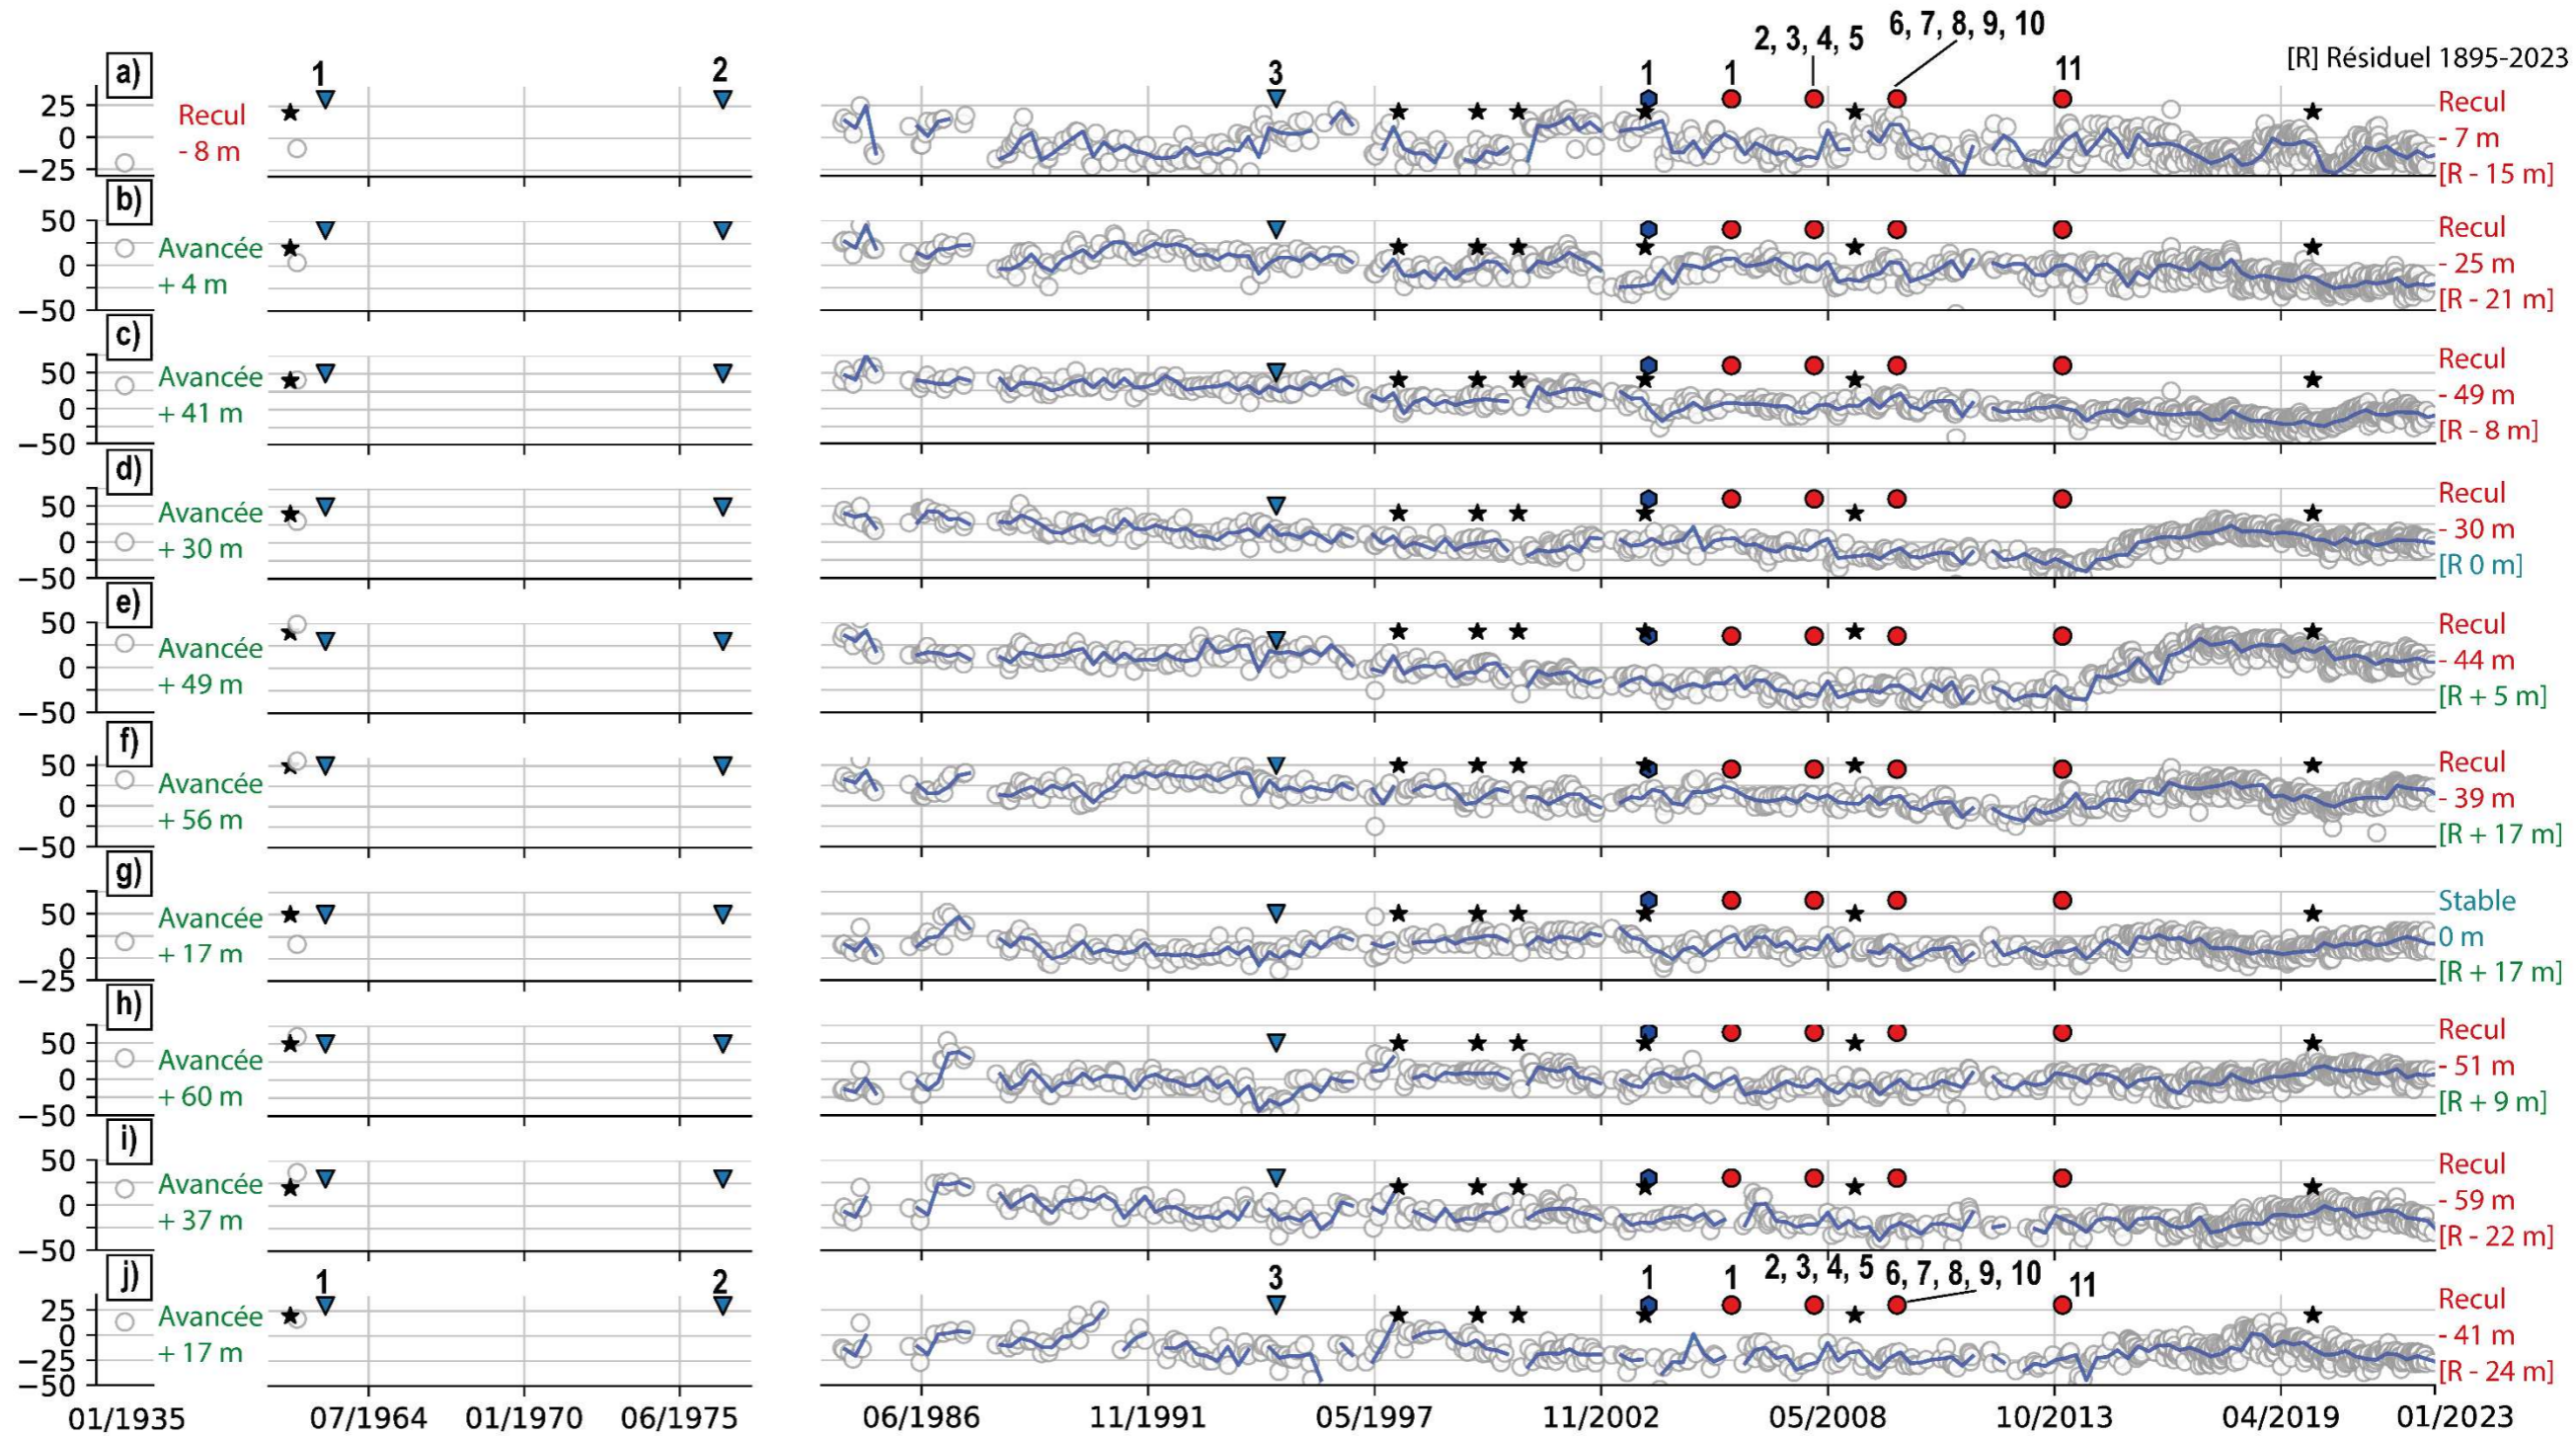 6, 7, 8, 9, 10
2, 3, 4, 5
[R] Résiduel 1895-2023
a)
1
2
3
1
1
11
25
0
−25
Recul
- 8 m
Recul
- 7 m
[R - 15 m]
b)
50
0
−50
Avancée
+ 4 m
Recul
- 25 m
[R - 21 m]
c)
50
0
−50
Avancée
+ 41 m
Recul
- 49 m
[R - 8 m]
d)
50
0
−50
Avancée
+ 30 m
Recul
- 30 m
[R 0 m]
e)
50
0
−50
Avancée
+ 49 m
Recul
- 44 m
[R + 5 m]
f)
50
0
−50
Avancée
+ 56 m
Recul
- 39 m
[R + 17 m]
g)
50
0
−25
Avancée
+ 17 m
Stable
0 m
[R + 17 m]
h)
50
0
−50
Avancée
+ 60 m
Recul
- 51 m
[R + 9 m]
i)
50
0
−50
Avancée
+ 37 m
Recul
- 59 m
[R - 22 m]
j)
1
2
3
1
1
2, 3, 4, 5
6, 7, 8, 9, 10
11
25
0
−25
−50
Avancée
+ 17 m
Recul
- 41 m
[R - 24 m]
01/1935
07/1964
01/1970
06/1975
06/1986
11/1991
05/1997
11/2002
05/2008
10/2013
04/2019
01/2023